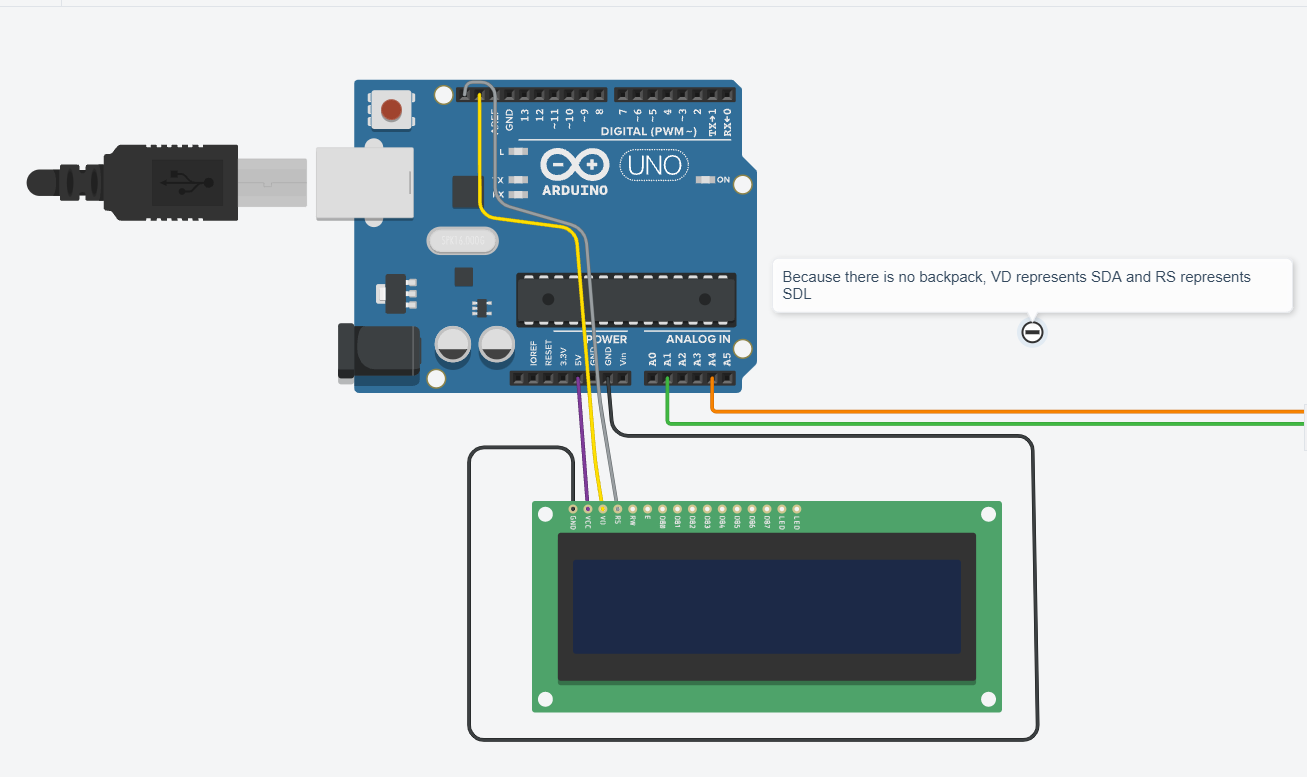 AREF
GND
13
12
~11
~10
~9
8
7
~6
~5
4
~3
2
TX→1
RX←0
DIGITAL (PWM~)
L
TX
RX
UNO
ON
ARDUINO
Because there is no backpack, VD represents SDA and RS represents
SDL
POWER
ANALOG IN
IOREF
RESET
3.3V
5V
GND
GND
Vin
A0
A1
A2
A3
A4
A5
GND
VCC
VO
RS
RW
E
DB0
DB1
DB2
DB3
DB4
DB5
DB6
DB7
LED
LED